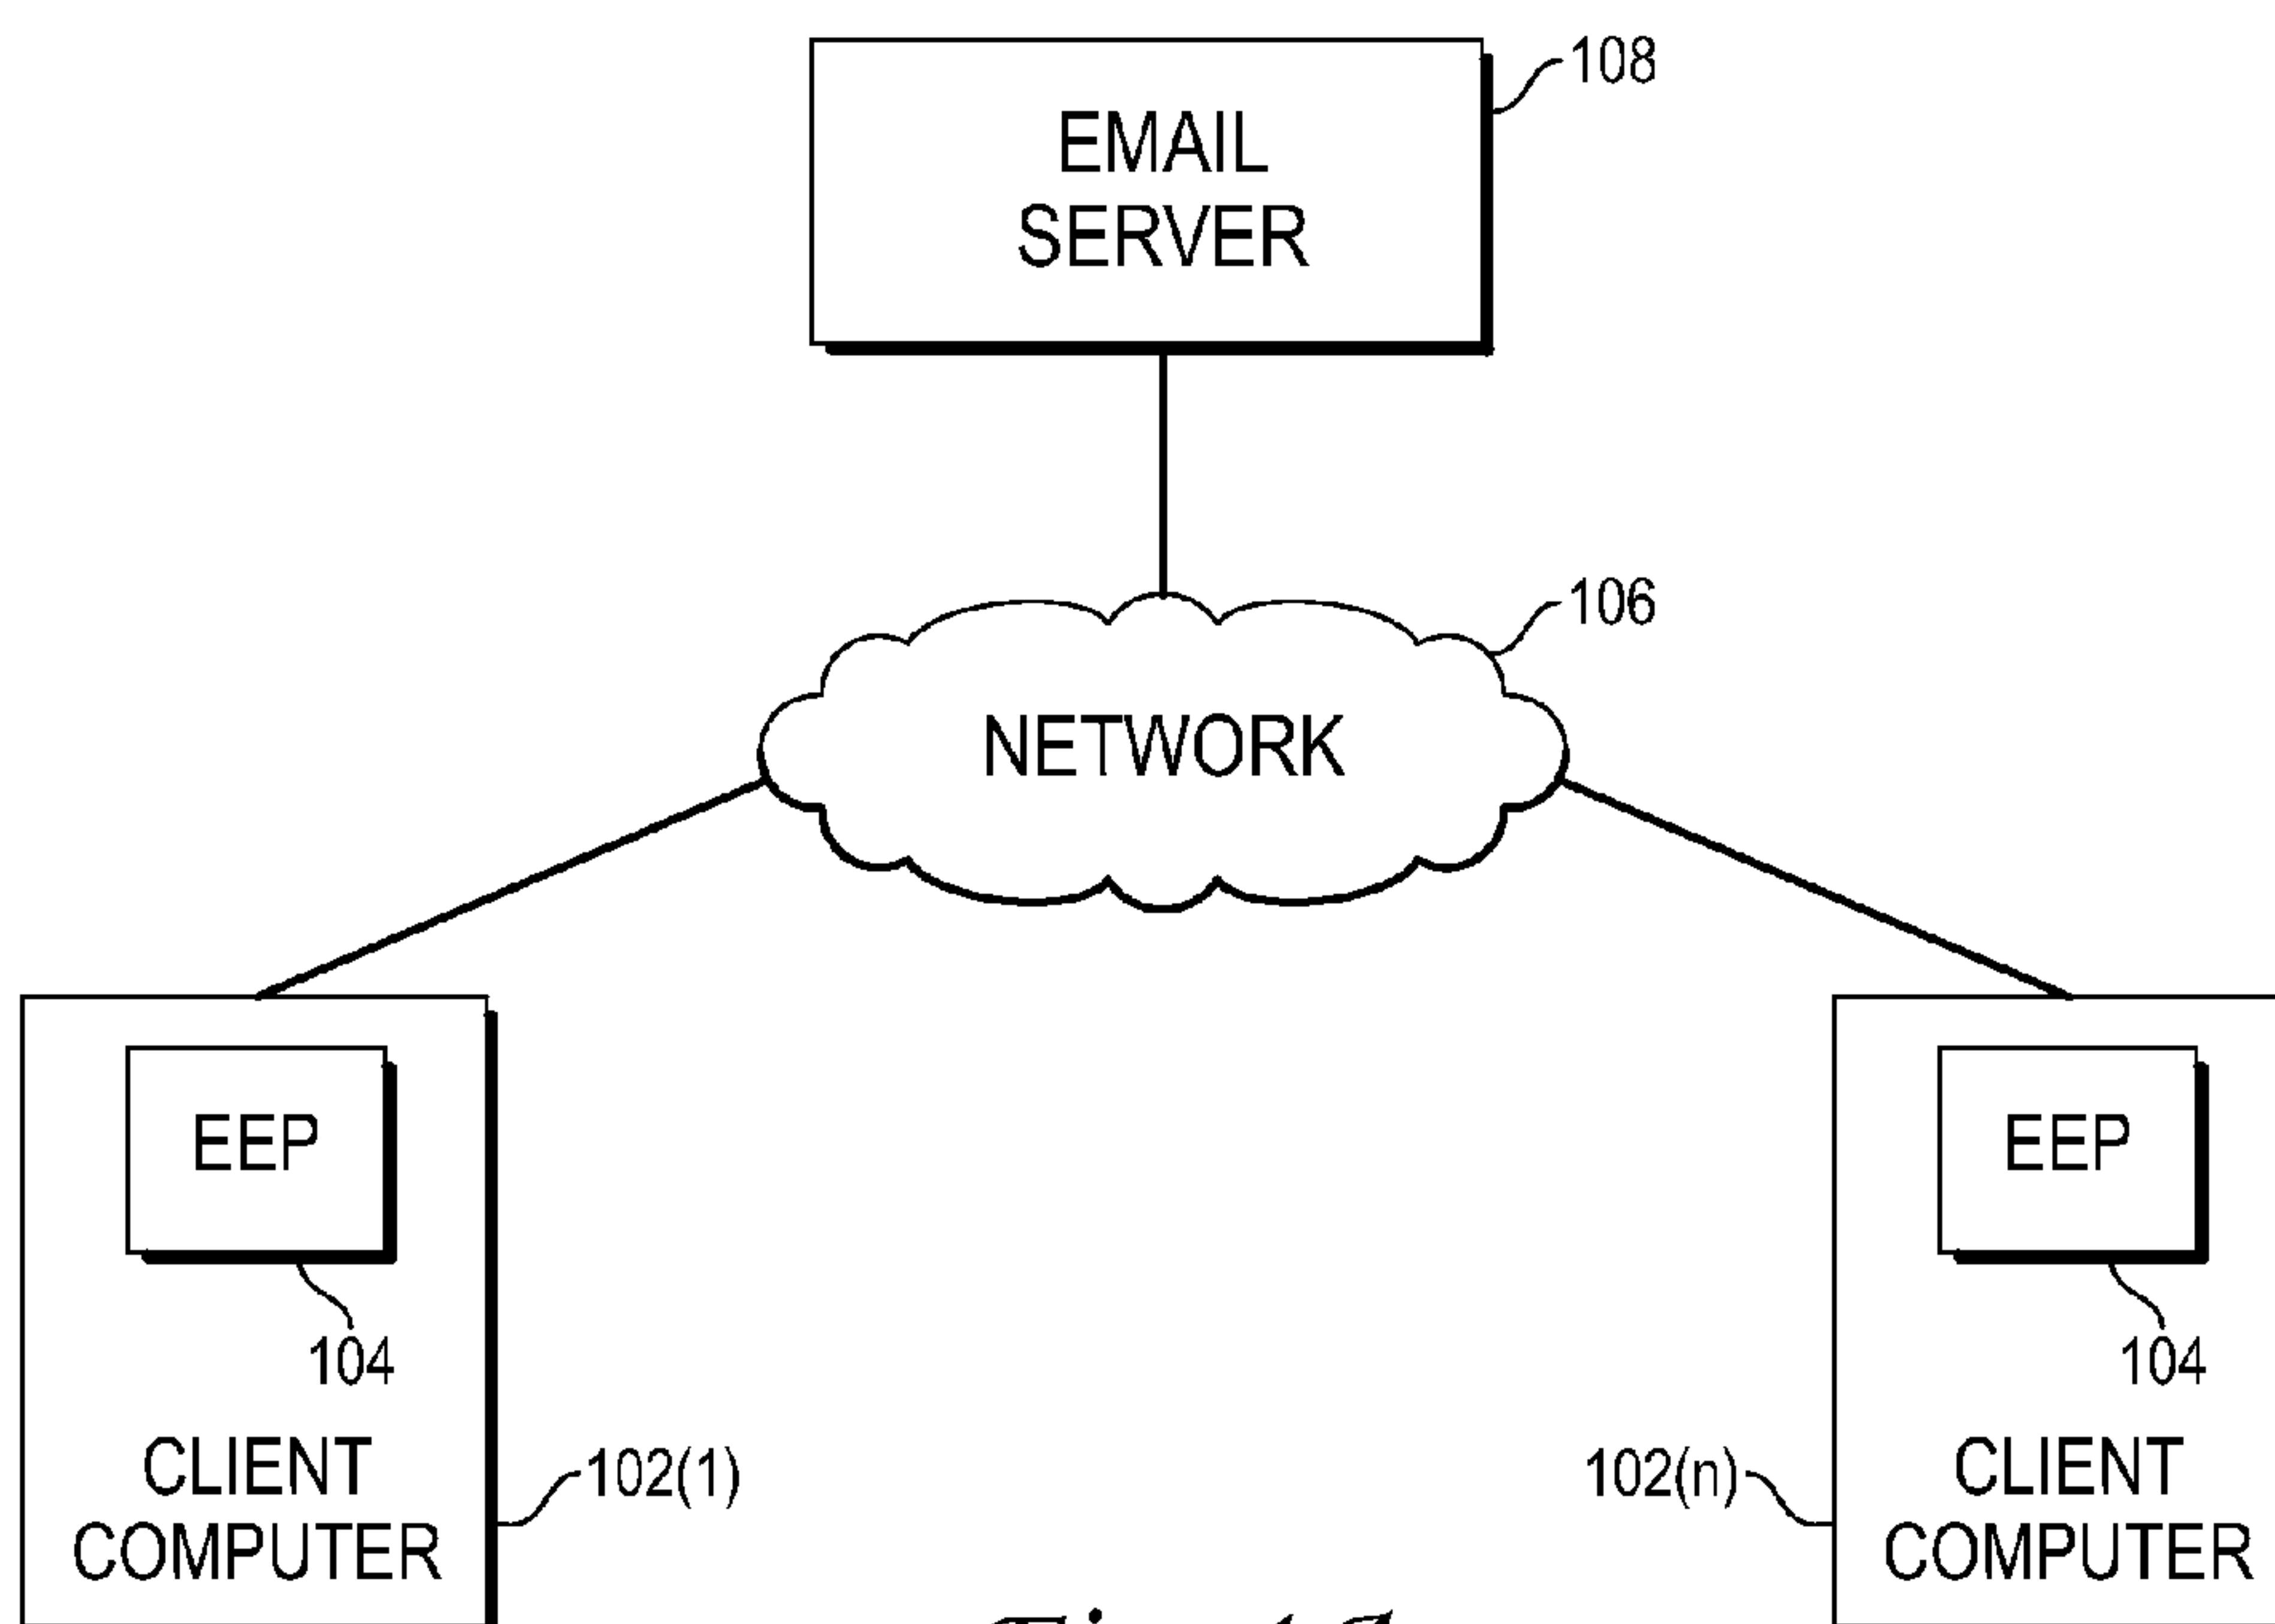 EMAIL
SERVER
108
NETWORK
106
EEP
104
CLIENT
COMPUTER
102(1)
EEP
104
CLIENT
COMPUTER
102(n)